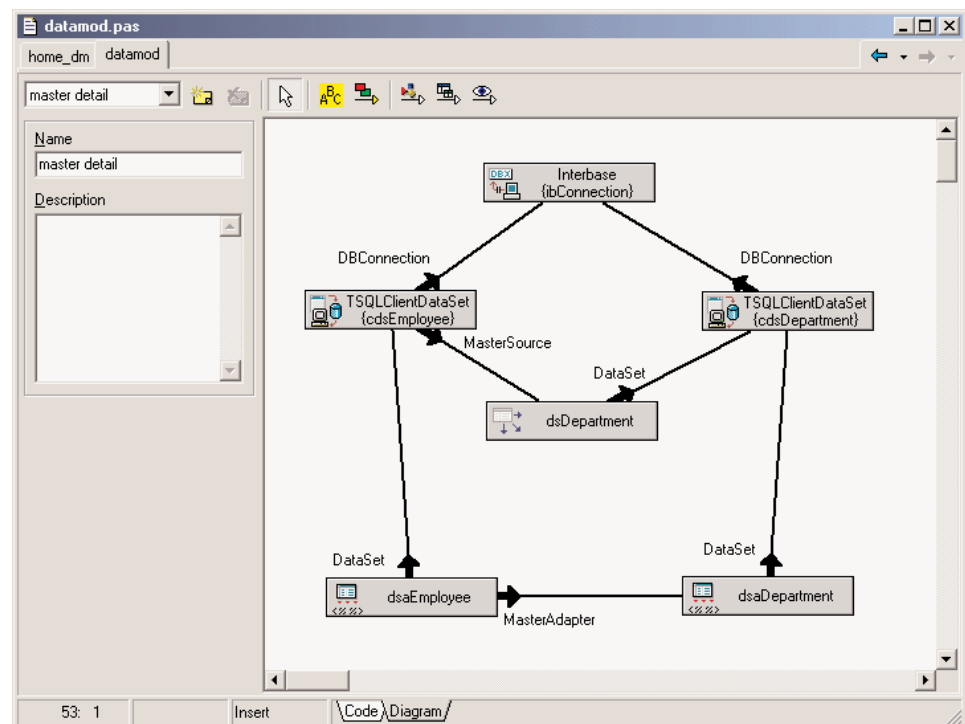 datamod.pas
home_dm
datamod
master detail
A B C
Name
master detail
Description
DBX
Interbase
{ibConnection}
DBConnection
DBConnection
TSQLClientDataSet
{cdsEmployee}
TSQLClientDataSet
{cdsDepartment}
MasterSource
DataSet
dsDepartment
DataSet
DataSet
<%%>
dsaEmployee
<%%>
dsaDepartment
MasterAdapter
53: 1
Insert
Code
Diagram